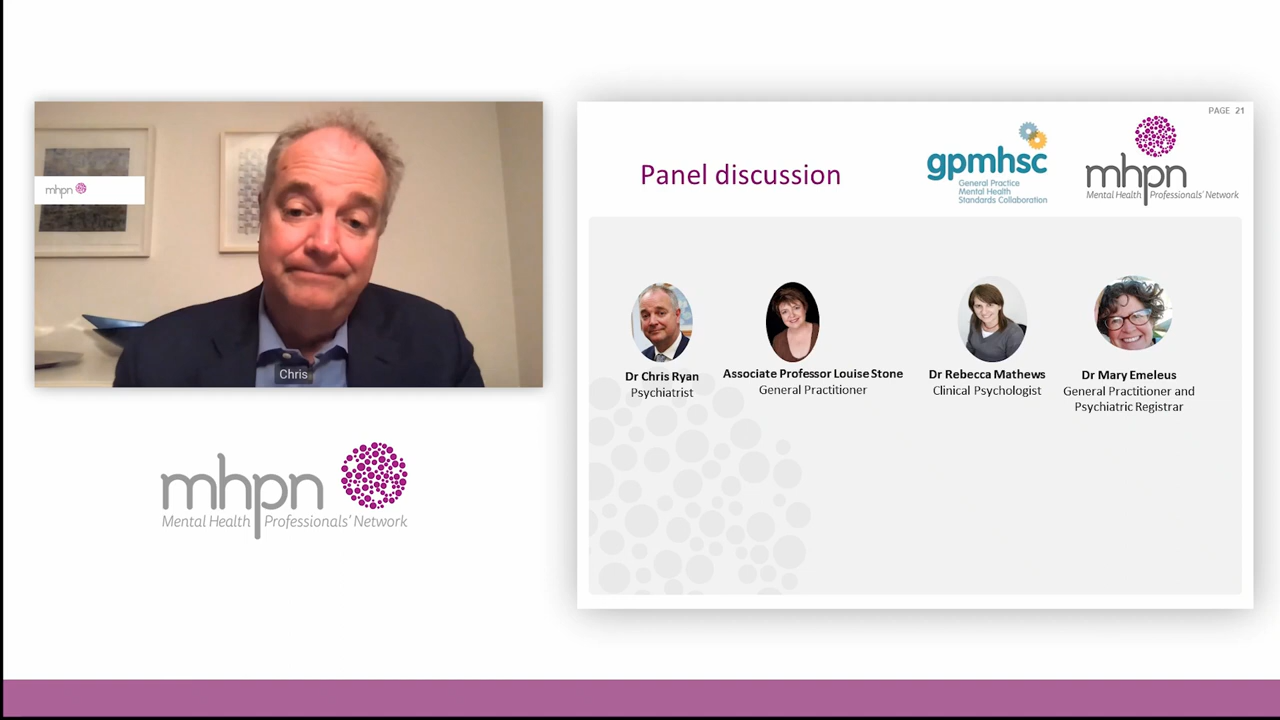 mhpn
Chris
mhpn
Mental Health Professionals' Network
PAGE 21
Panel discussion
gpmhsc
General Practice
Mental Health
Standards Collaboration
mhpn
Mental Health Professionals' Network
Dr Chris Ryan
Psychiatrist
Associate Professor Louise Stone
General Practitioner
Dr Rebecca Mathews
Clinical Psychologist
Dr Mary Emeleus
General Practitioner and
Psychiatric Registrar